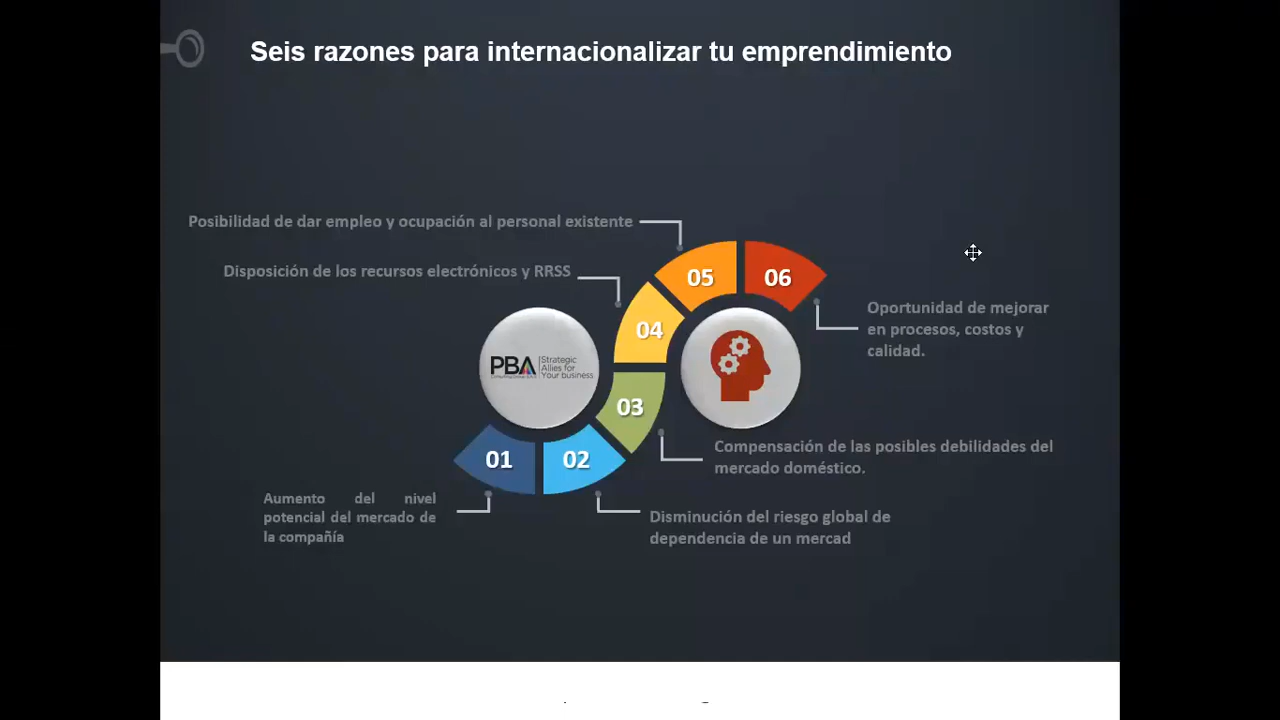 Seis razones para internacionalizar tu emprendimiento
Posibilidad de dar empleo y ocupación al personal existente
Disposición de los recursos electrónicos y RRSS
05
06
04
03
01
02
Oportunidad de mejorar
en procesos, costos y
calidad.
PBA
Strategic
Allies for
Your business
Compensación de las posibles debilidades del
mercado doméstico.
Aumento del nivel
potencial del mercado de
la compañía
Disminución del riesgo global de
dependencia de un mercad